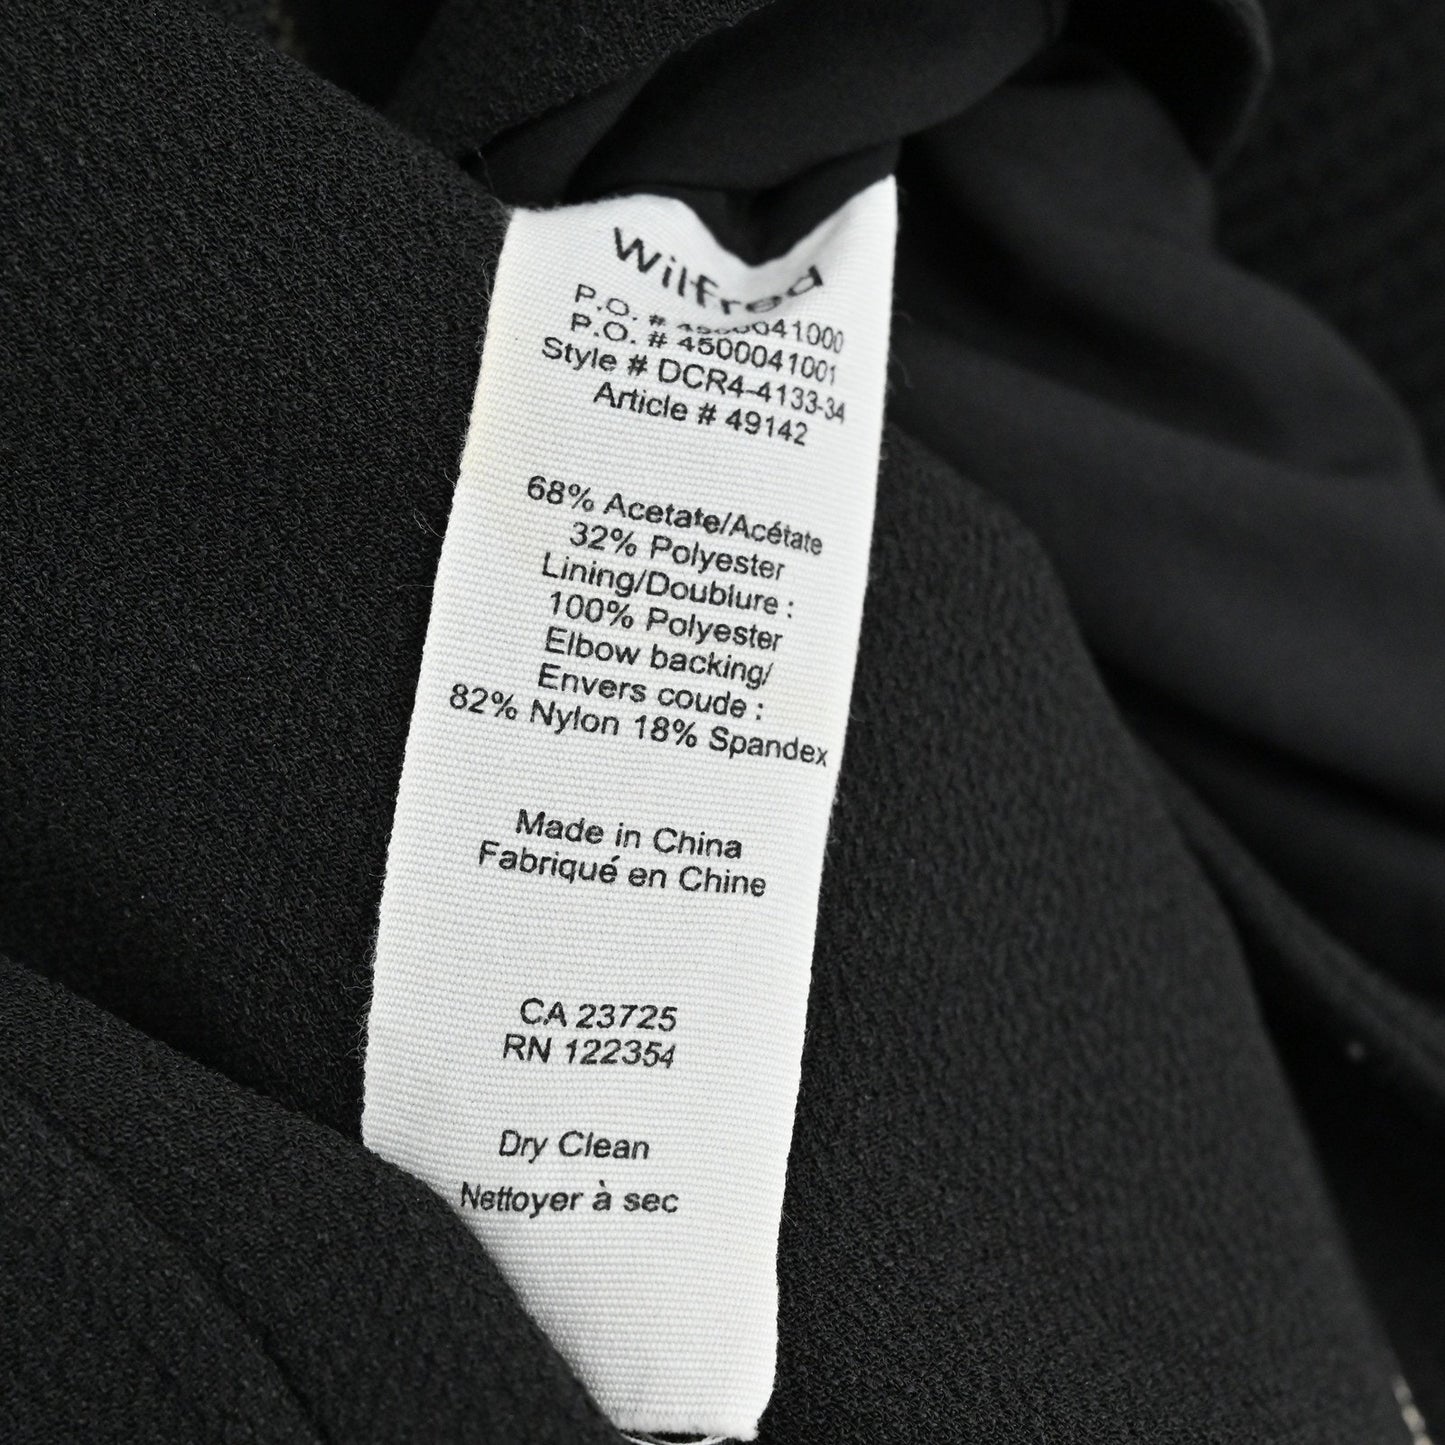 Wilfred
P.O. # 4500041000
P.O. # 4500041001
Style # DCR4-4133-34
Article # 49142
68% Acetate/Acétate
32% Polyester
Lining/Doublure :
100% Polyester
Elbow backing/
Envers coude :
82% Nylon 18% Spandex
Made in China
Fabriqué en Chine
CA 23725
RN 122354
Dry Clean
Nettoyer à sec